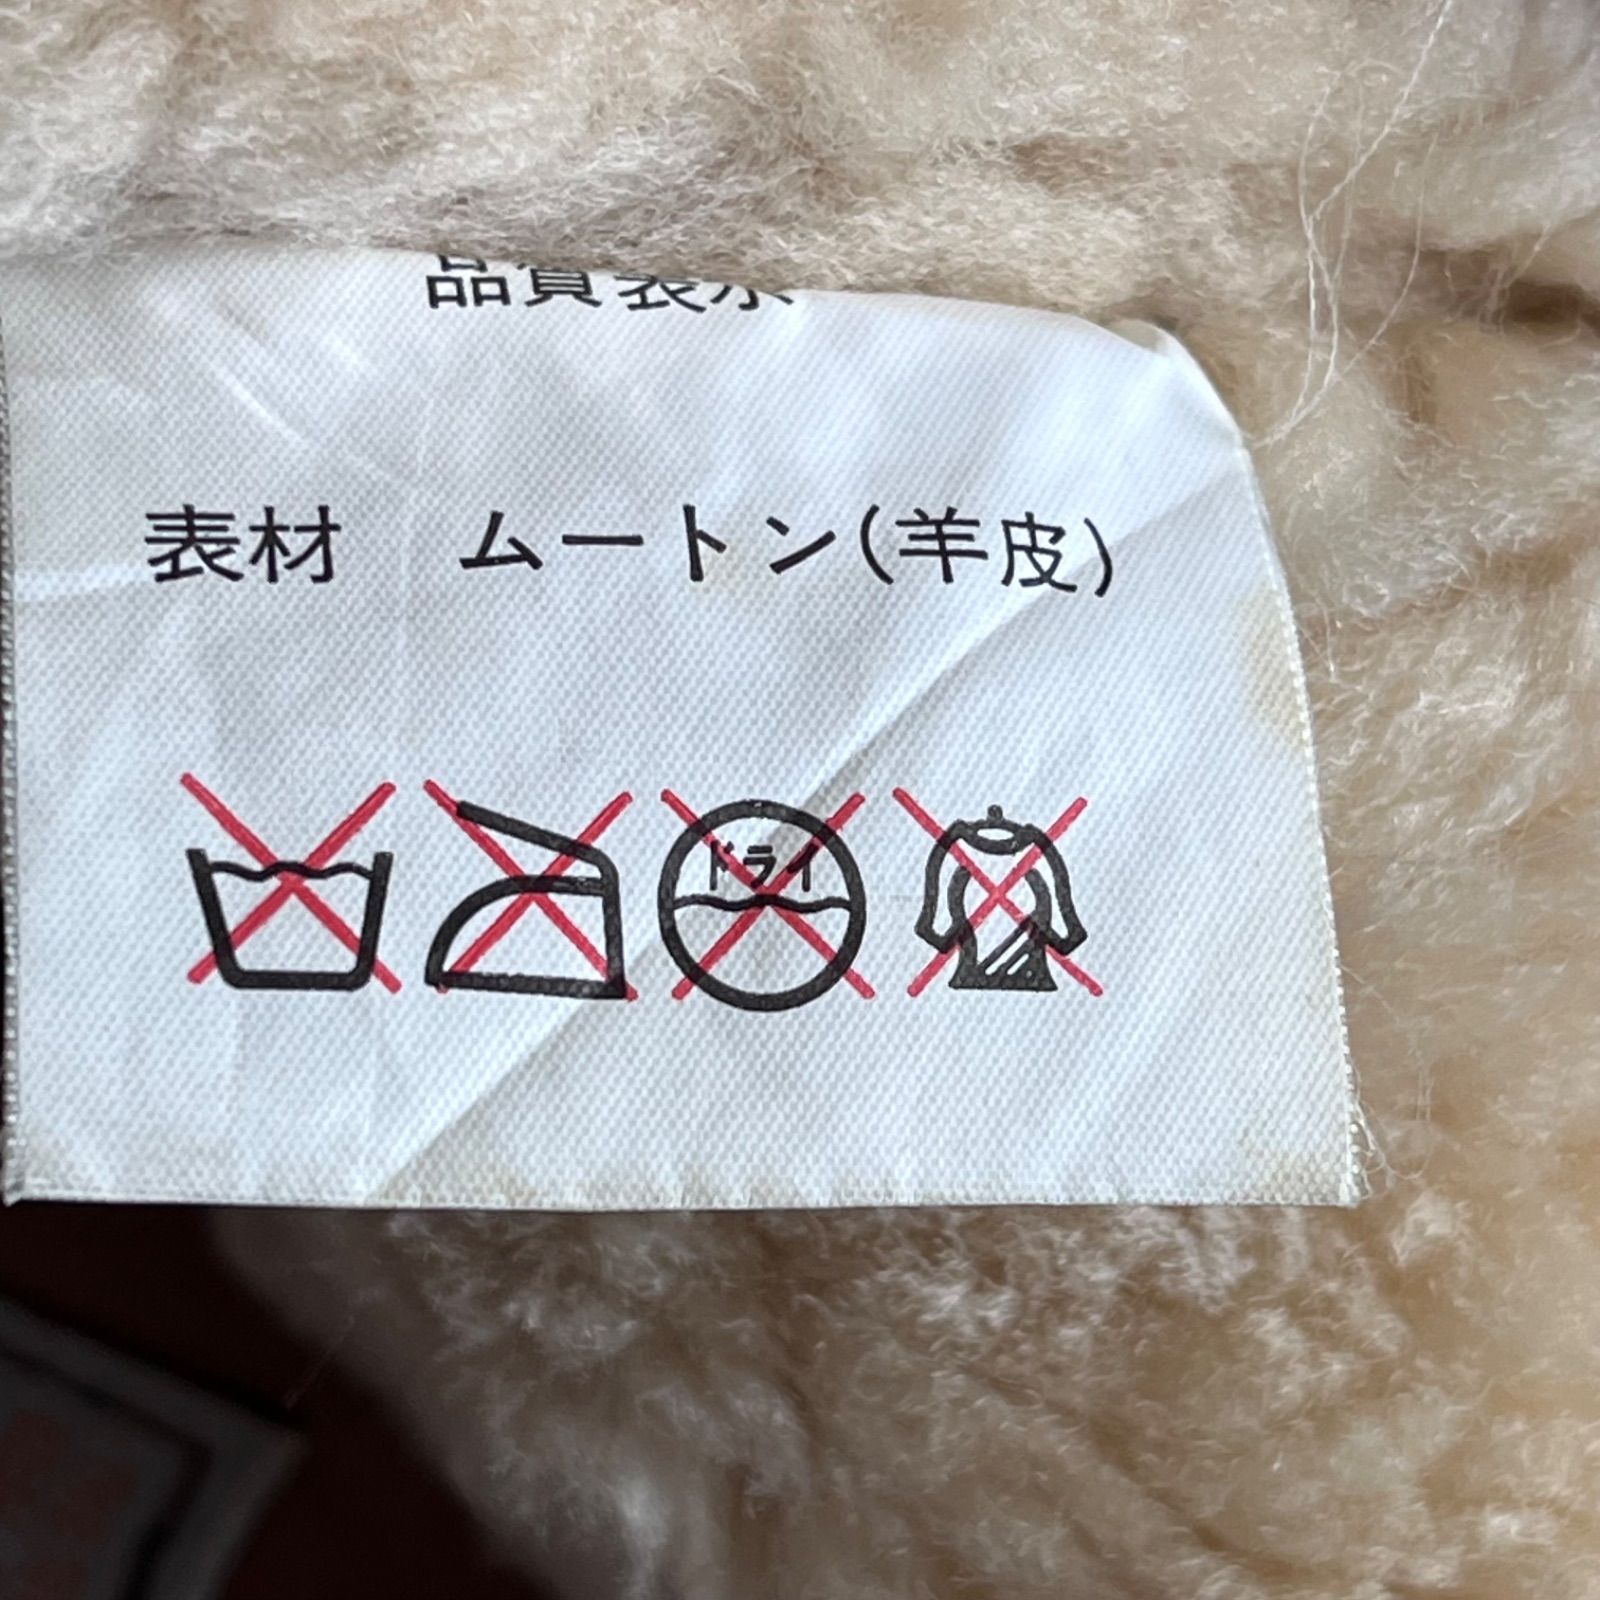 品質表示
表材　ムートン(羊皮)
ドライ